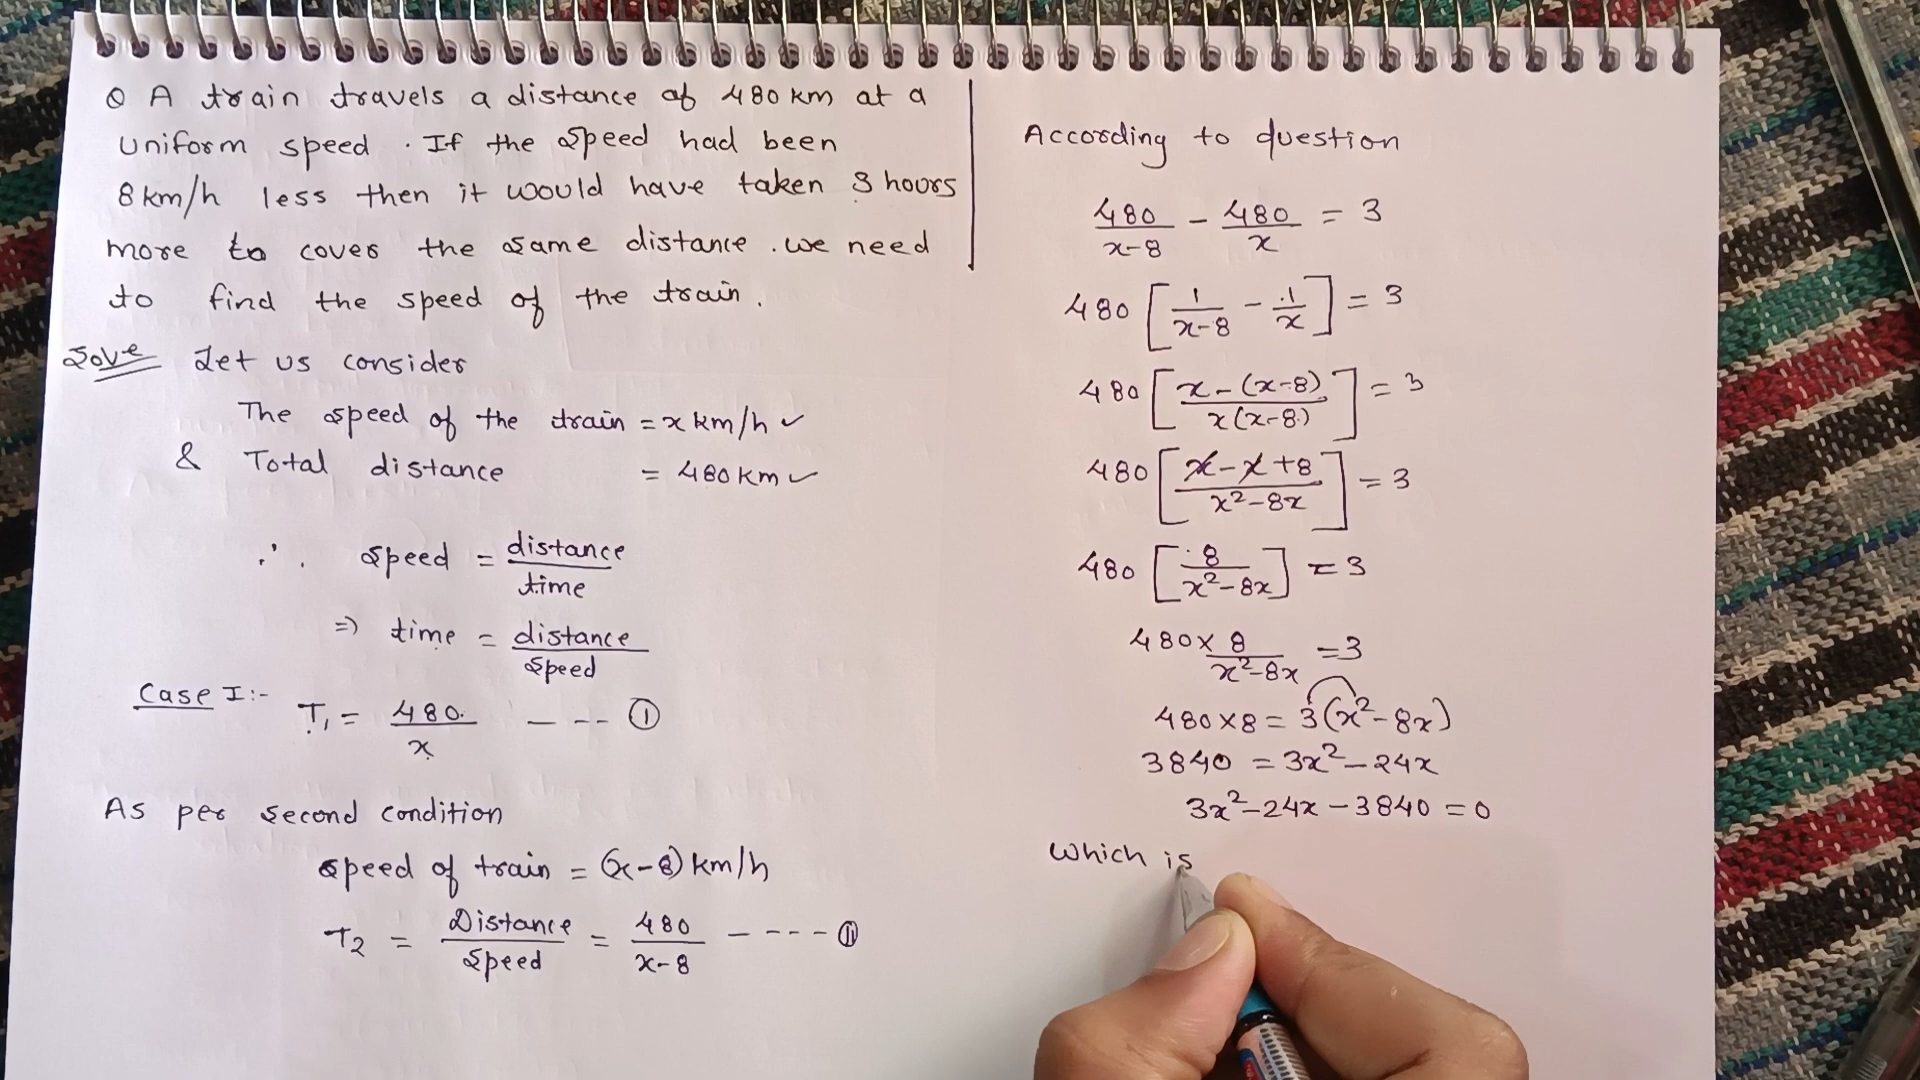 Q A train travels a distance of 480 km at a
uniform speed. If the speed had been
8 km/h less then it would have taken 3 hours
more to cover the same distance. we need
to find the speed of the train.
Solve Let us consider
The speed of the train = x km/h ✓
& Total distance = 480 km ✓
∴ speed = distance/time
⇒ time = distance/speed
Case I:- T₁ = 480/x --- ①
As per second condition
speed of train = (x-8) km/h
T₂ = Distance/Speed = 480/x-8 ---- Ⓘ Ⓘ
According to question
480/x-8 - 480/x = 3
480 [1/x-8 - 1/x] = 3
480 [x-(x-8)/x(x-8)] = 3
480 [x-x+8/x²-8x] = 3
480 [8/x²-8x] = 3
480 × 8/x²-8x = 3
480×8 = 3(x²-8x)
3840 = 3x²-24x
3x²-24x-3840 = 0
Which is